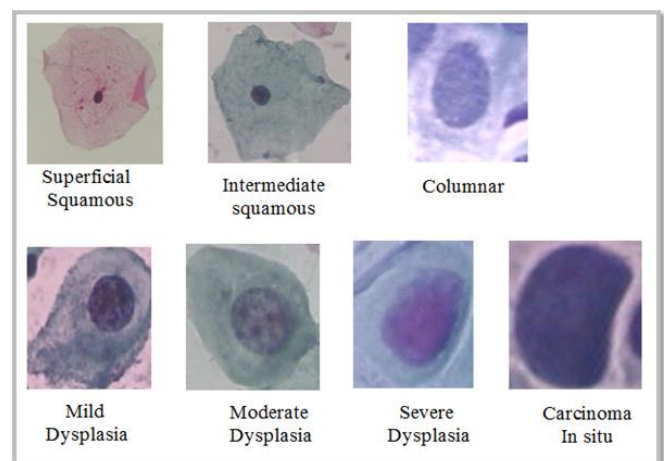 Superficial
Squamous
Intermediate
squamous
Columnar
Mild
Dysplasia
Moderate
Dysplasia
Severe
Dysplasia
Carcinoma
In situ